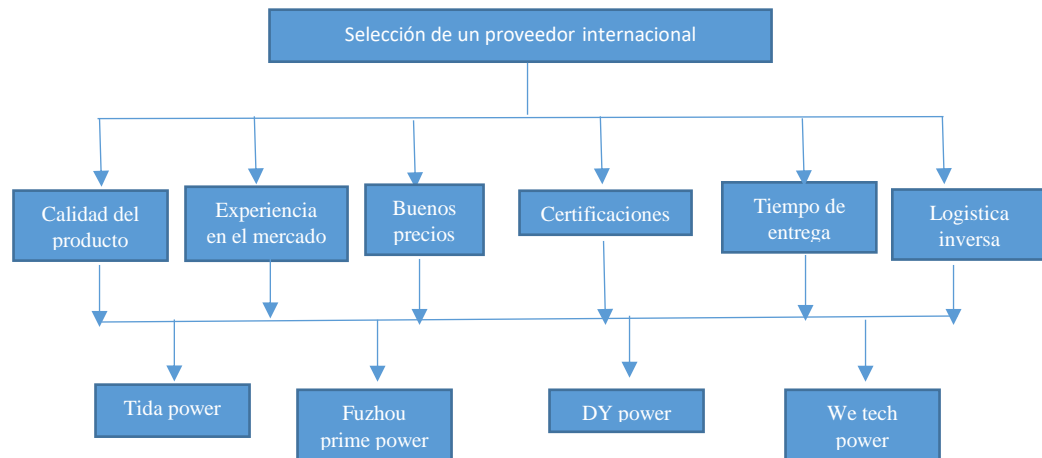 Selección de un proveedor internacional
Calidad del
producto
Experiencia
en el mercado
Buenos
precios
Certificaciones
Tiempo de
entrega
Logistica
inversa
Tida power
Fuzhou
prime power
DY power
We tech
power